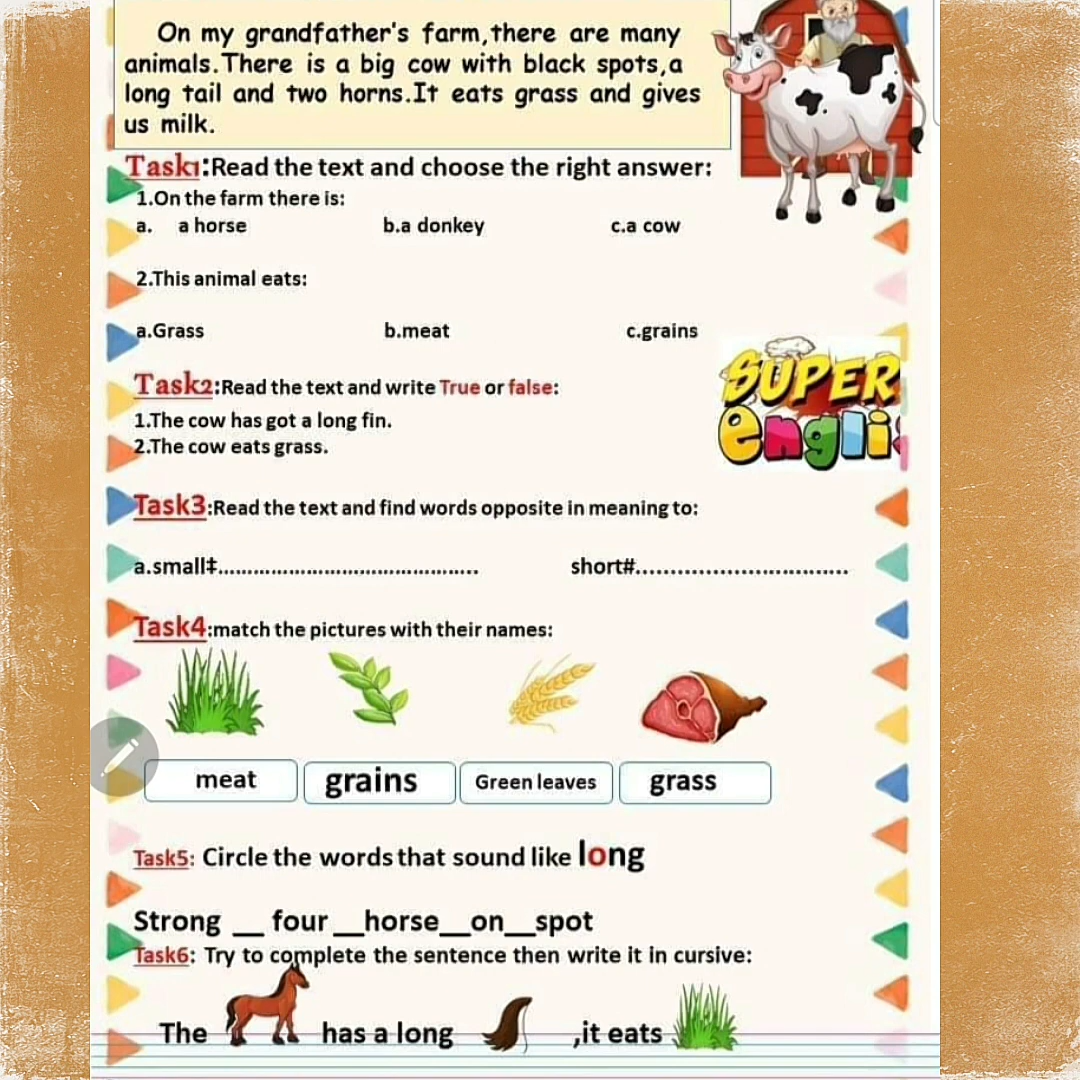 On my grandfather's farm,there are many
animals.There is a big cow with black spots,a
long tail and two horns.It eats grass and gives
us milk.
Task1:Read the text and choose the right answer:
1.On the farm there is:
a. a horse b.a donkey c.a cow
2.This animal eats:
a.Grass b.meat c.grains
SUPER
engli
Task2:Read the text and write True or false:
1.The cow has got a long fin.
2.The cow eats grass.
Task3:Read the text and find words opposite in meaning to:
a.small‡............................................ short#..............................
Task4:match the pictures with their names:
meat grains Green leaves grass
Task5: Circle the words that sound like long
Strong __ four __horse__on__spot
Task6: Try to complete the sentence then write it in cursive:
The has a long ,it eats